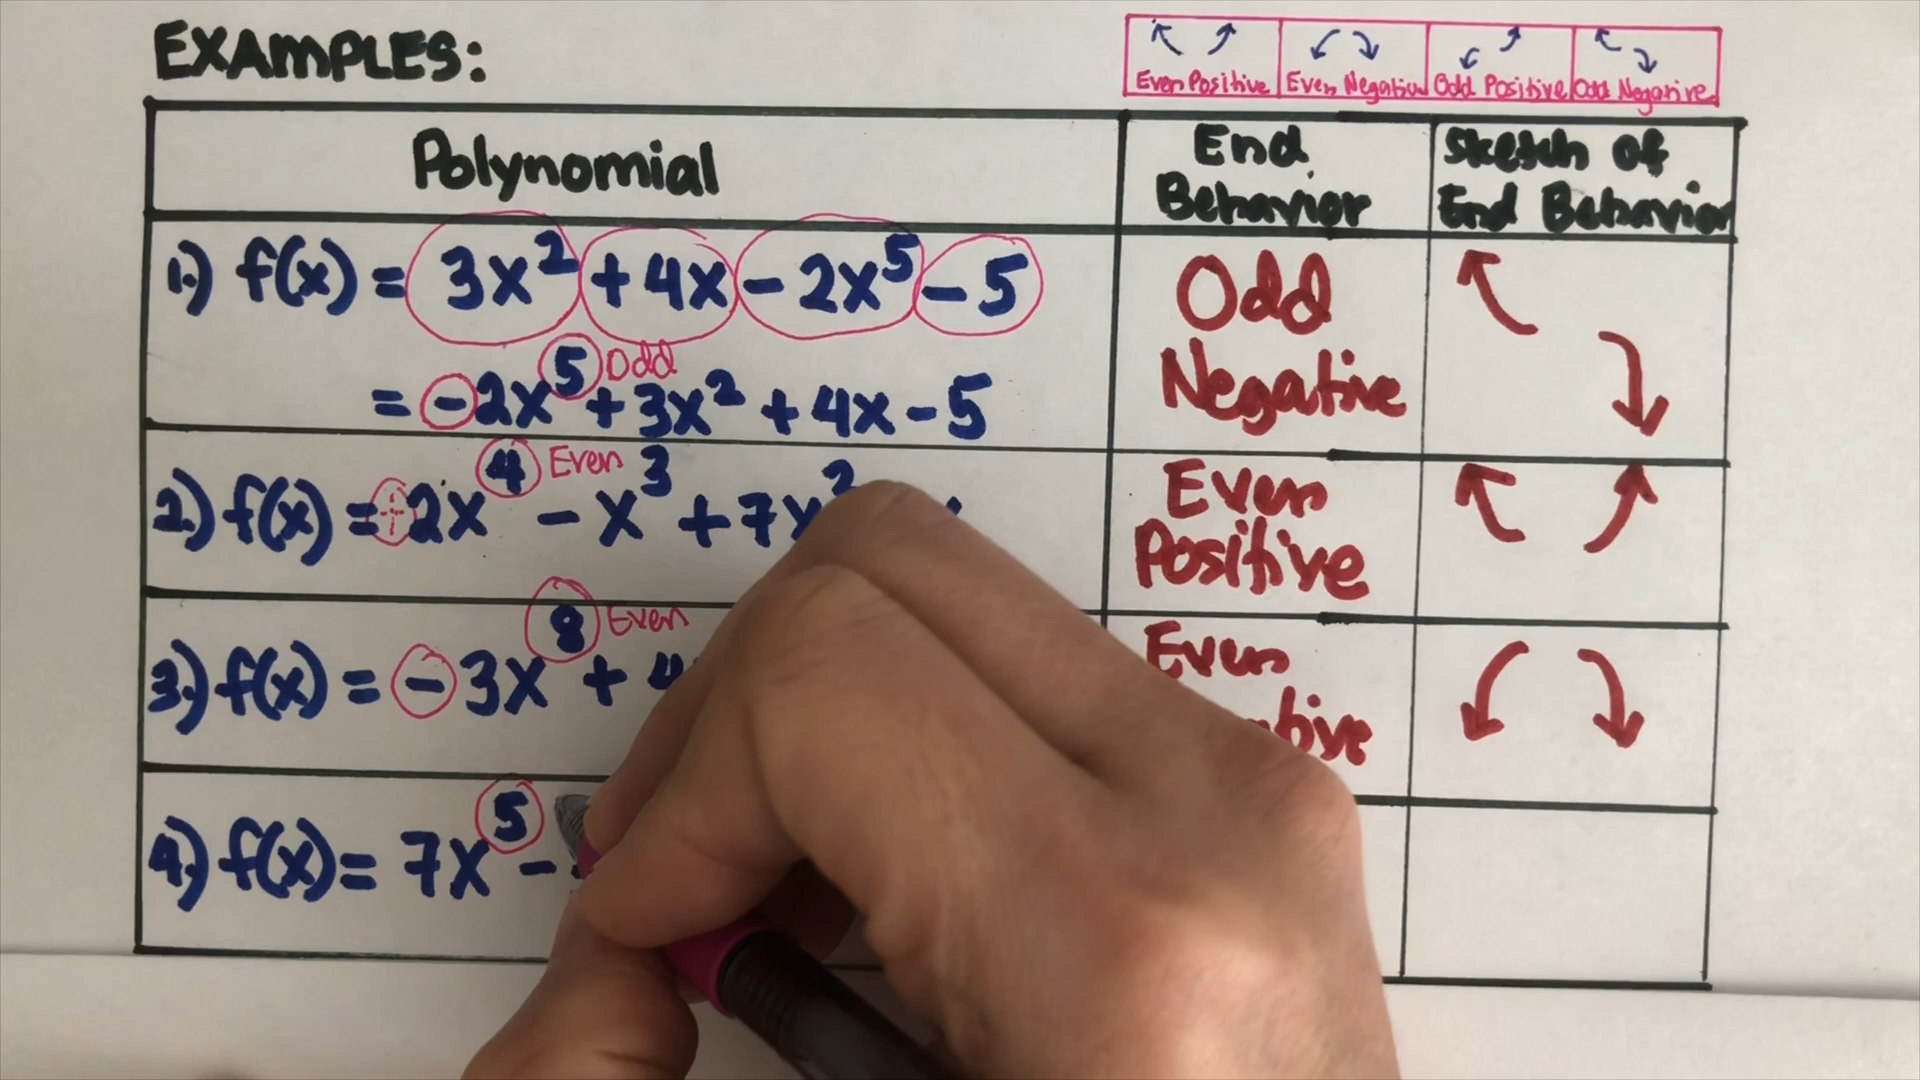 EXAMPLES:
Even Positive Even Negative Odd Positive Odd Negarive
Polynomial
End Behavior
Sketch of End Behavior
1.) f(x) = 3x² + 4x - 2x⁵ - 5
Odd
= -2x⁵ + 3x² + 4x - 5
Odd
Negative
2.) f(x) = +2x⁴ - x³ + 7x²
Even
Even
Positive
3.) f(x) = -3x⁸ + 4
Even
Even
4.) f(x) = 7x⁵ -